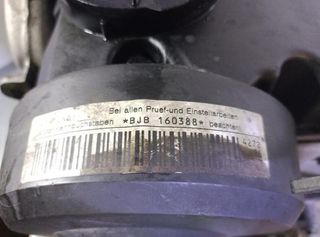 Bei allen Pruef-und Einstellarbeiten
*BJB 160388* beachten